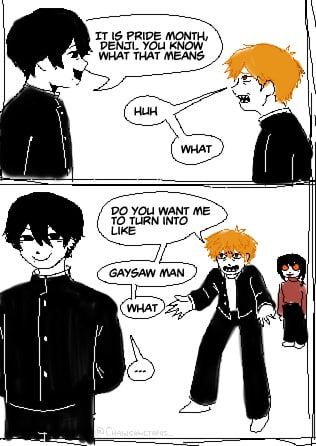 IT IS PRIDE MONTH,
DENJI. YOU KNOW
WHAT THAT MEANS
HUH
WHAT
DO YOU WANT ME
TO TURN INTO
LIKE
GAYSAW MAN
WHAT
...